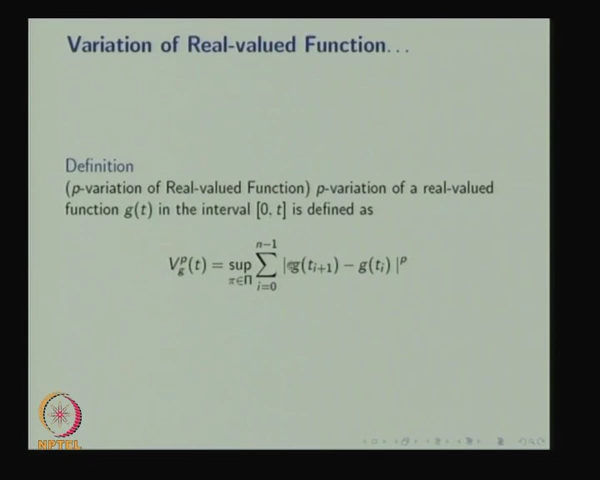 Variation of Real-valued Function...
Definition
(p-variation of Real-valued Function) p-variation of a real-valued
function g(t) in the interval [0, t] is defined as
V_g^p(t) = sup_{π∈Π} ∑_{i=0}^{n−1} | g(t_{i+1}) − g(t_i) |^p
NPTEL